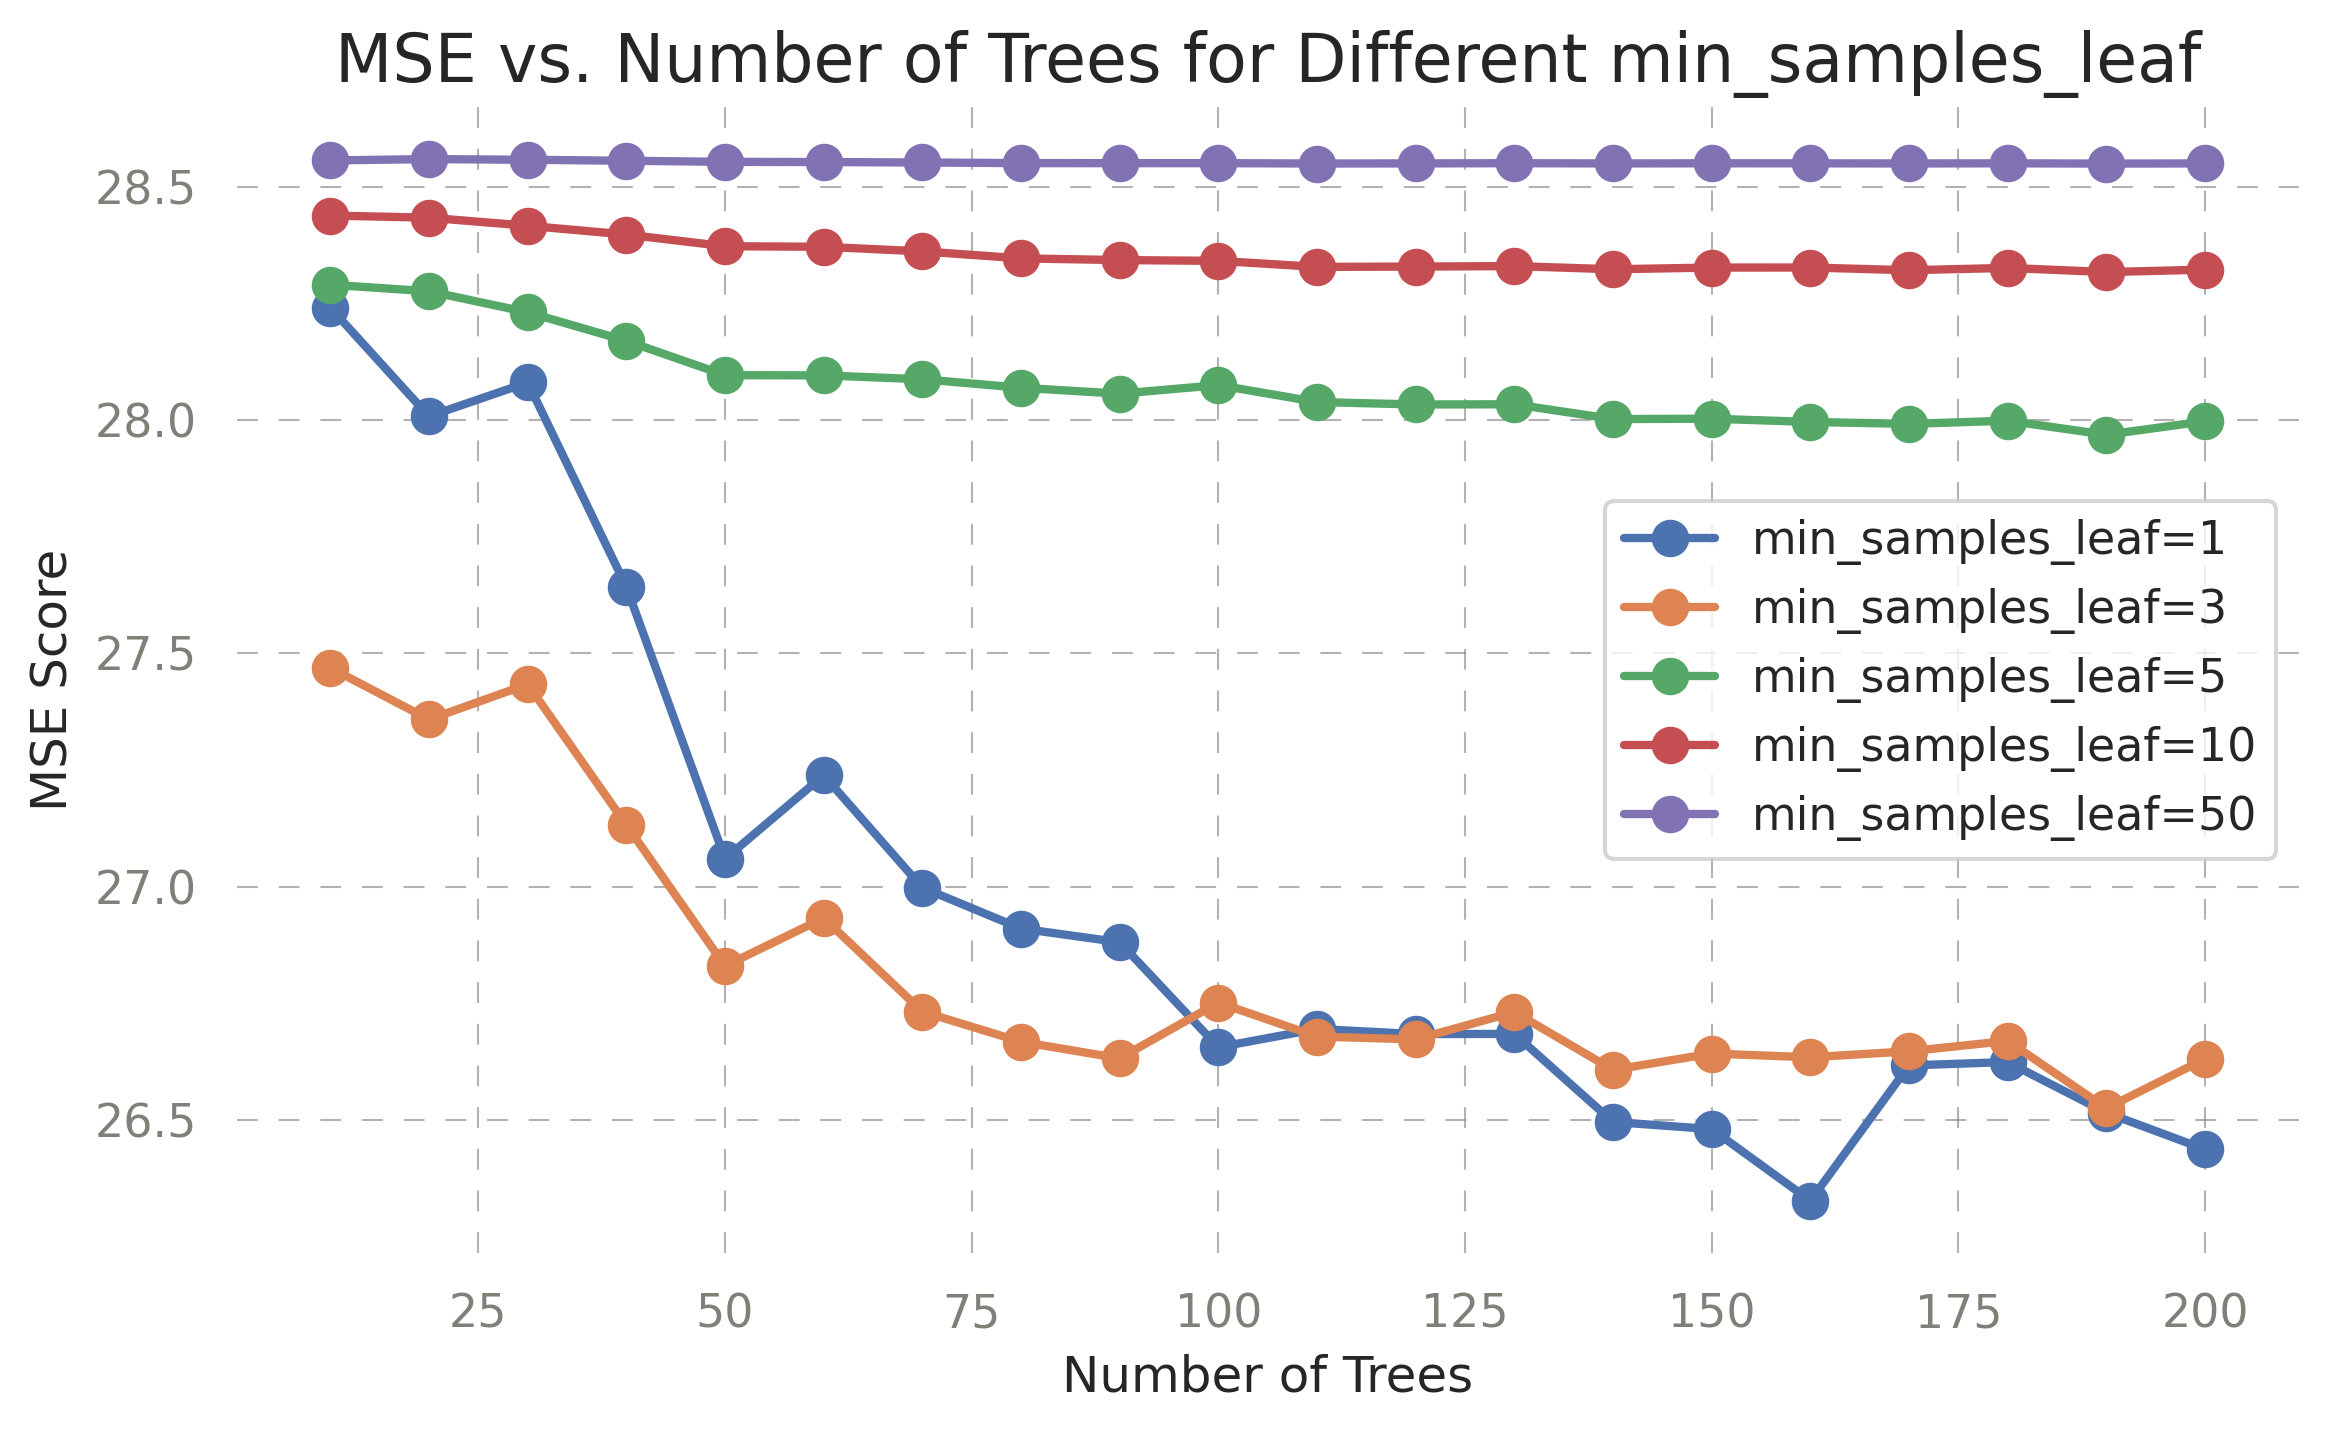 MSE vs. Number of Trees for Different min_samples_leaf
MSE Score
28.5
28.0
27.5
27.0
26.5
min_samples_leaf=1
min_samples_leaf=3
min_samples_leaf=5
min_samples_leaf=10
min_samples_leaf=50
25 50 75 100 125 150 175 200
Number of Trees